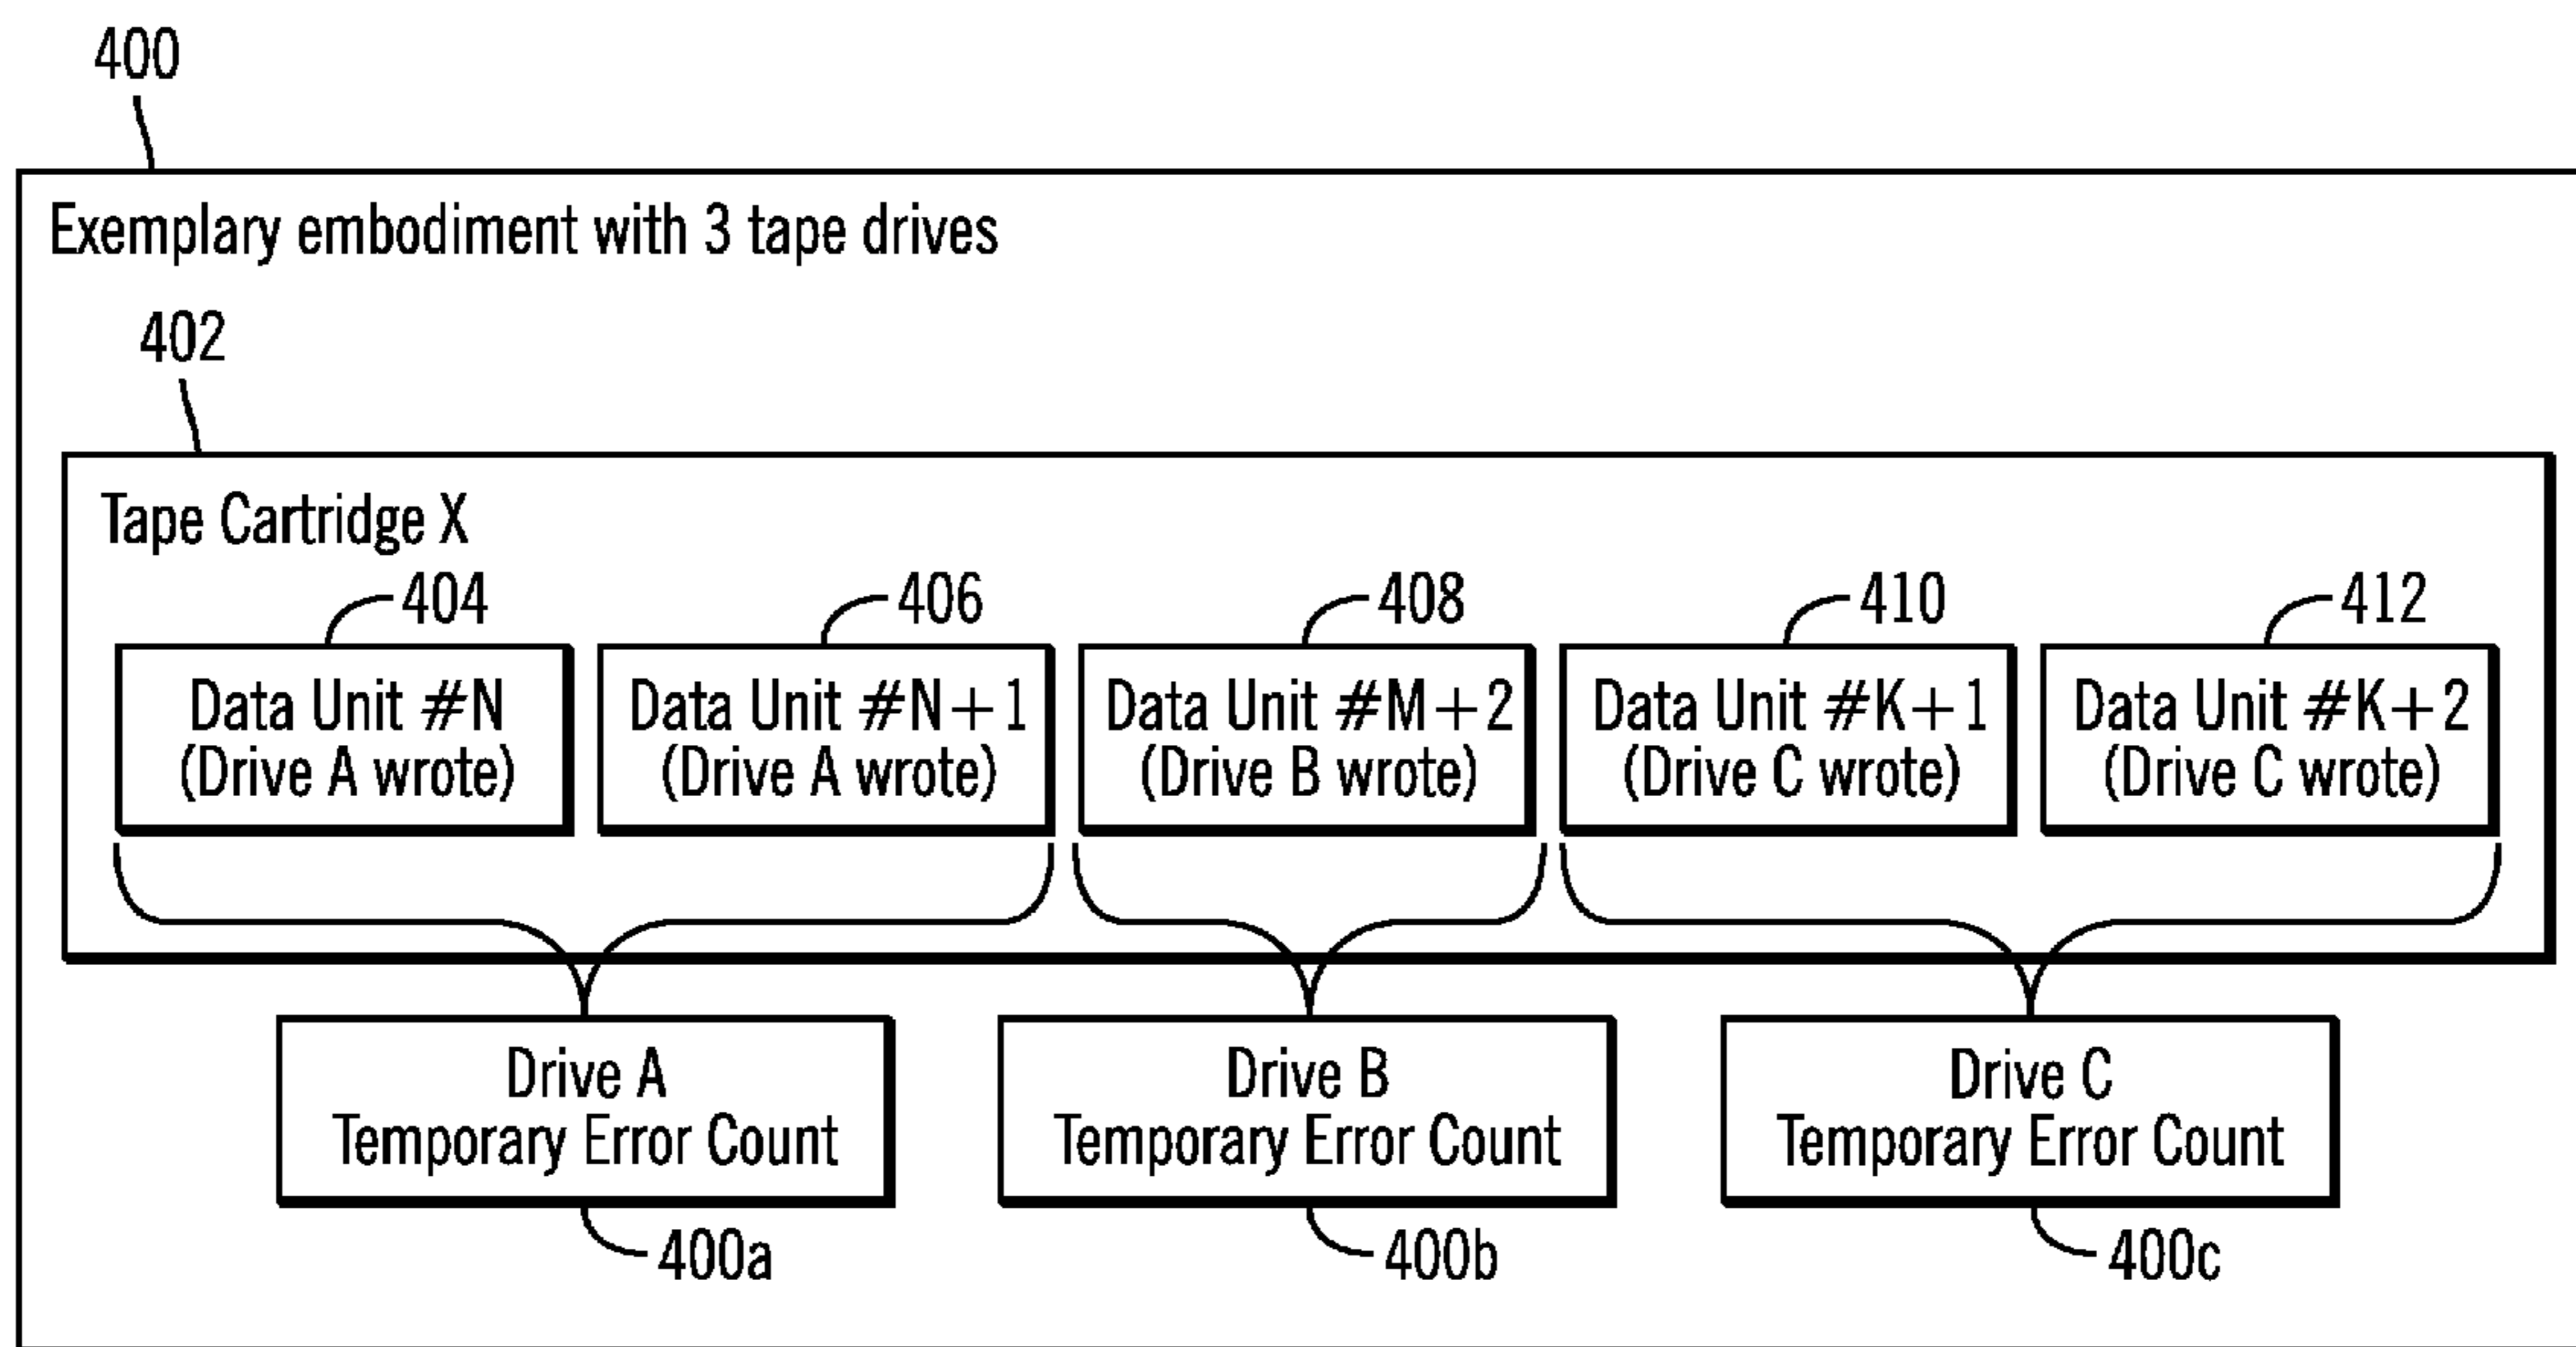 400
Exemplary embodiment with 3 tape drives
402
Tape Cartridge X
404
406
408
410
412
Data Unit #N
(Drive A wrote)
Data Unit #N+1
(Drive A wrote)
Data Unit #M+2
(Drive B wrote)
Data Unit #K+1
(Drive C wrote)
Data Unit #K+2
(Drive C wrote)
Drive A
Temporary Error Count
Drive B
Temporary Error Count
Drive C
Temporary Error Count
400a
400b
400c